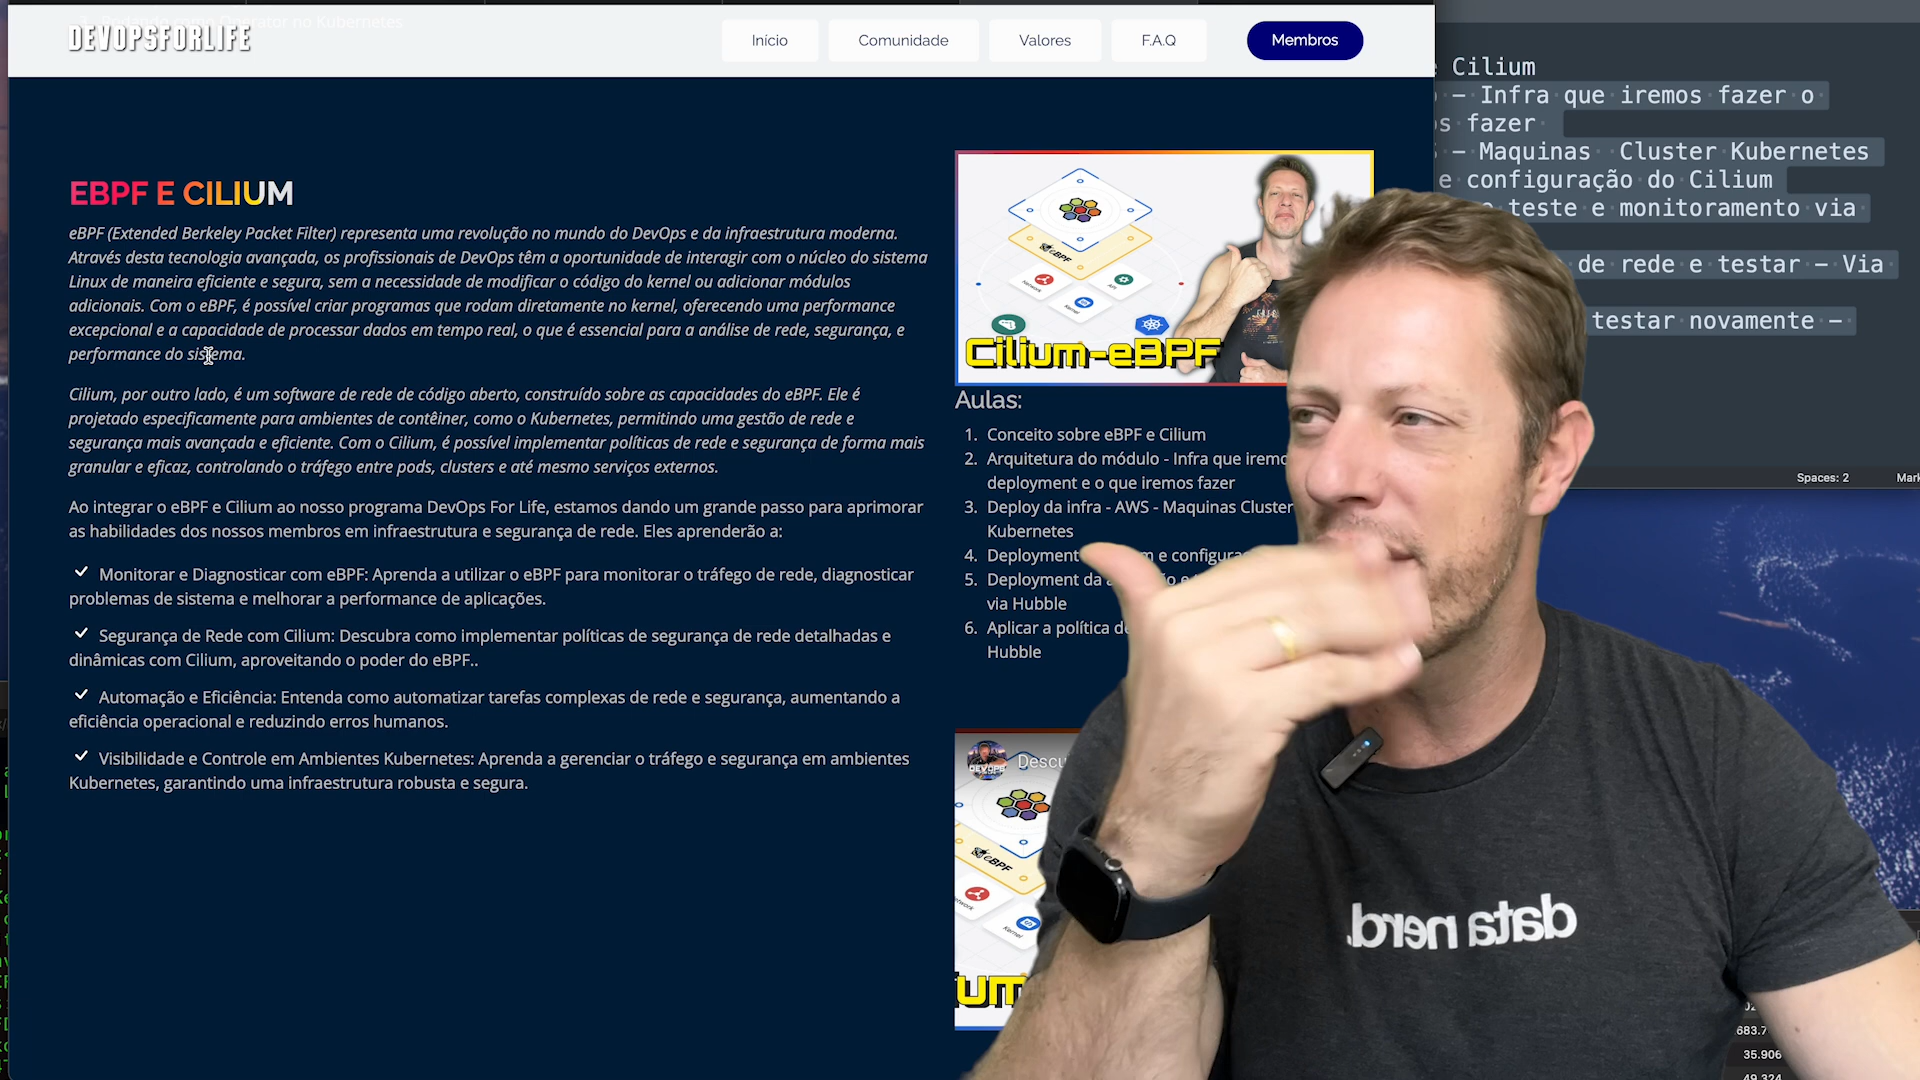 DEVOPSFORLIFE
Início
Comunidade
Valores
F.A.Q
Membros
EBPF E CILIUM
eBPF (Extended Berkeley Packet Filter) representa uma revolução no mundo do DevOps e da infraestrutura moderna.
Através desta tecnologia avançada, os profissionais de DevOps têm a oportunidade de interagir com o núcleo do sistema
Linux de maneira eficiente e segura, sem a necessidade de modificar o código do kernel ou adicionar módulos
adicionais. Com o eBPF, é possível criar programas que rodam diretamente no kernel, oferecendo uma performance
excepcional e a capacidade de processar dados em tempo real, o que é essencial para a análise de rede, segurança, e
performance do sistema.
Cilium, por outro lado, é um software de rede de código aberto, construído sobre as capacidades do eBPF. Ele é
projetado especificamente para ambientes de contêiner, como o Kubernetes, permitindo uma gestão de rede e
segurança mais avançada e eficiente. Com o Cilium, é possível implementar políticas de rede e segurança de forma mais
granular e eficaz, controlando o tráfego entre pods, clusters e até mesmo serviços externos.
Ao integrar o eBPF e Cilium ao nosso programa DevOps For Life, estamos dando um grande passo para aprimorar
as habilidades dos nossos membros em infraestrutura e segurança de rede. Eles aprenderão a:
Monitorar e Diagnosticar com eBPF: Aprenda a utilizar o eBPF para monitorar o tráfego de rede, diagnosticar
problemas de sistema e melhorar a performance de aplicações.
Segurança de Rede com Cilium: Descubra como implementar políticas de segurança de rede detalhadas e
dinâmicas com Cilium, aproveitando o poder do eBPF..
Automação e Eficiência: Entenda como automatizar tarefas complexas de rede e segurança, aumentando a
eficiência operacional e reduzindo erros humanos.
Visibilidade e Controle em Ambientes Kubernetes: Aprenda a gerenciar o tráfego e segurança em ambientes
Kubernetes, garantindo uma infraestrutura robusta e segura.
eBPF
Network
API
Kernel
Cilium-eBPF
Aulas:
1. Conceito sobre eBPF e Cilium
2. Arquitetura do módulo - Infra que
deployment e o que iremos fazer
3. Deploy da infra - AWS - Maquinas Cluster
Kubernetes
4. Deployment e
5. Deployment da
via Hubble
6. Aplicar a política
Hubble
DEVOPS
eBPF
Kernel
Cilium
– Infra que iremos fazer o
fazer
– Maquinas Cluster Kubernetes
e configuração do Cilium
teste e monitoramento via
de rede e testar – Via
testar novamente –
Spaces: 2
data nerd.
35.906
49.324